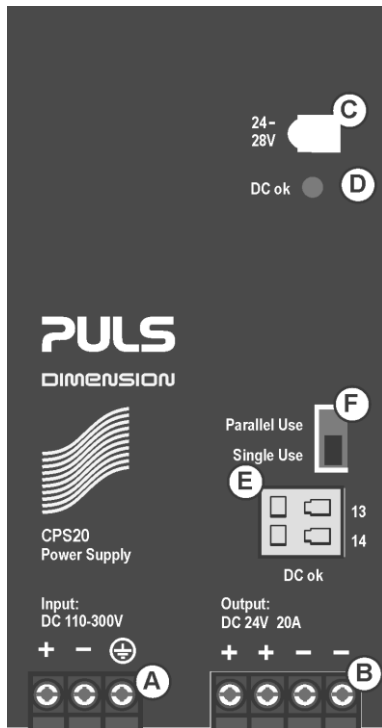 C
24-
28V
DC ok
D
PULS
DIMENSION
F
Parallel Use
Single Use
E
13
14
CPS20
Power Supply
DC ok
Input:
DC 110-300V
Output:
DC 24V 20A
+ -
+ + - -
A
B